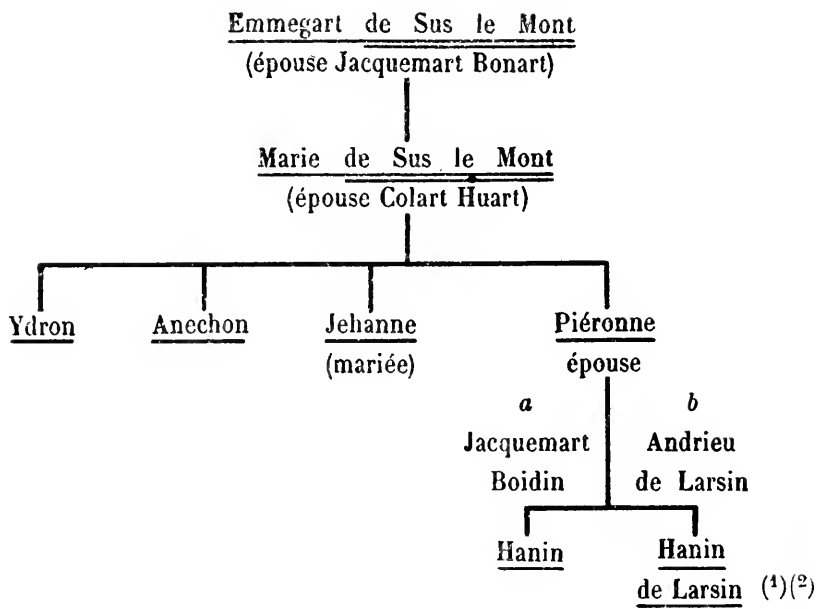 Emmegart de Sus le Mont
(épouse Jacquemart Bonart)
Marie de Sus le Mont
(épouse Colart Huart)
Ydron Anechon Jehanne Piéronne
(mariée) épouse
a b
Jacquemart Andrieu
Boidin de Larsin
Hanin Hanin
de Larsin (¹)(²)